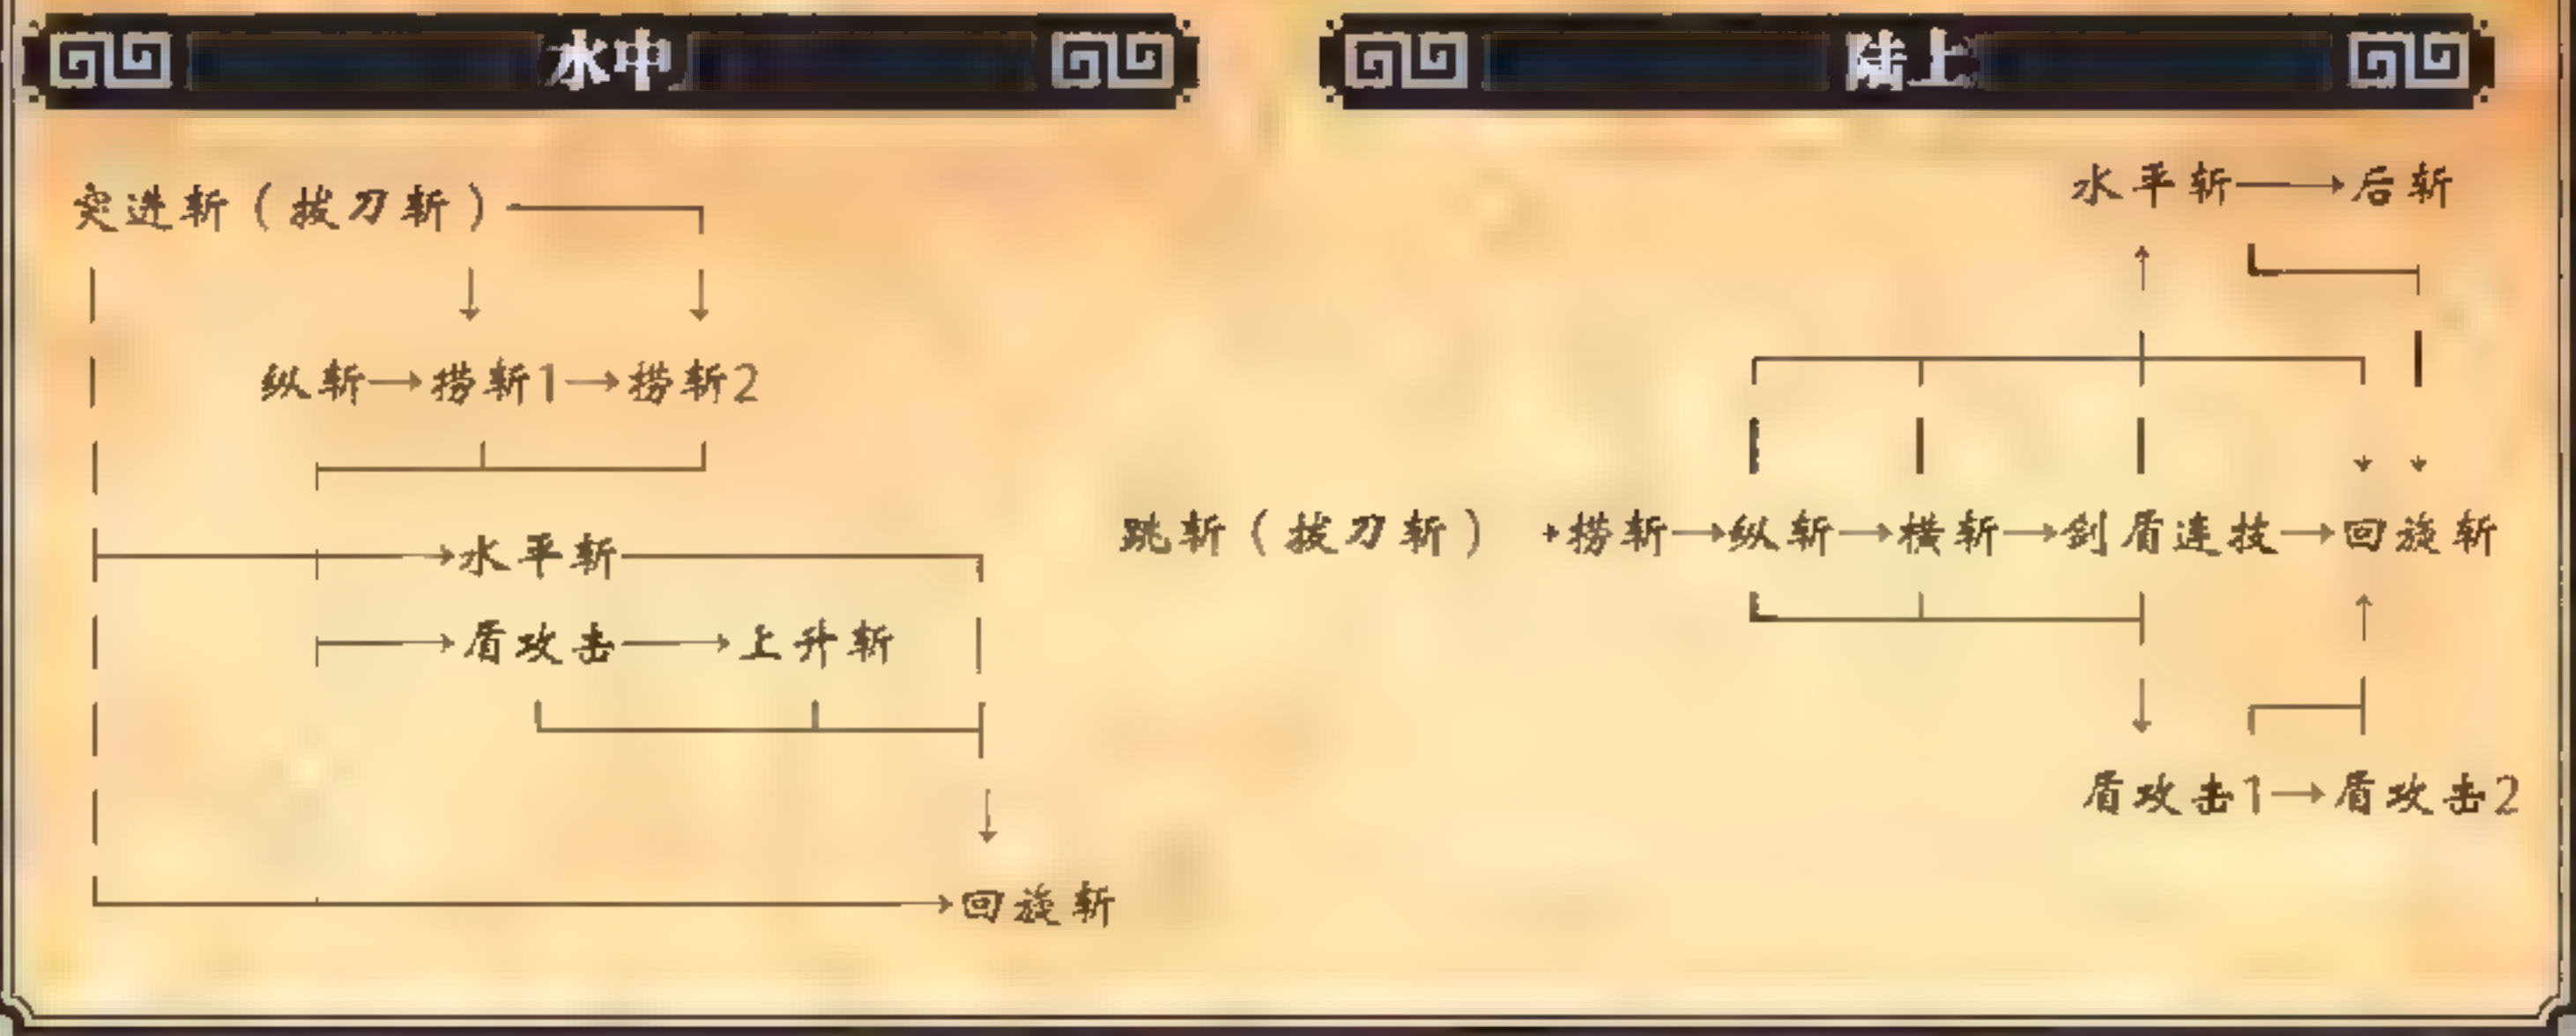 水中
突进斩（拔刀斩）
纵斩→捞斩1→捞斩2
水平斩
盾攻击→上升斩
回旋斩
陆上
水平斩→后斩
跳斩（拔刀斩）→捞斩→纵斩→横斩→剑盾连技→回旋斩
盾攻击1→盾攻击2